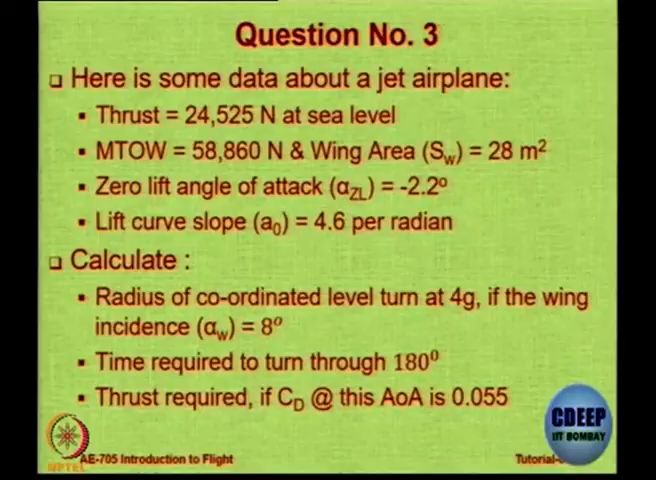 Question No. 3
Here is some data about a jet airplane:
Thrust = 24,525 N at sea level
MTOW = 58,860 N & Wing Area (Sw) = 28 m²
Zero lift angle of attack (αZL) = -2.2º
Lift curve slope (a₀) = 4.6 per radian
Calculate :
Radius of co-ordinated level turn at 4g, if the wing
incidence (αw) = 8º
Time required to turn through 180⁰
Thrust required, if CD @ this AoA is 0.055
CDEEP
IIT BOMBAY
NPTEL
AE-705 Introduction to Flight
Tutorial-